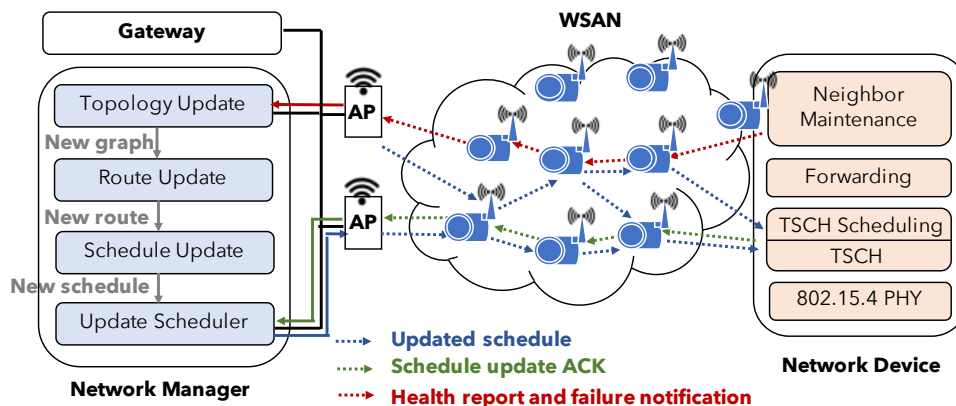 WSAN
Gateway
Topology Update
New graph
Route Update
New route
Schedule Update
New schedule
Update Scheduler
Network Manager
AP
AP
Neighbor
Maintenance
Forwarding
TSCH Scheduling
TSCH
802.15.4 PHY
Network Device
Updated schedule
Schedule update ACK
Health report and failure notification